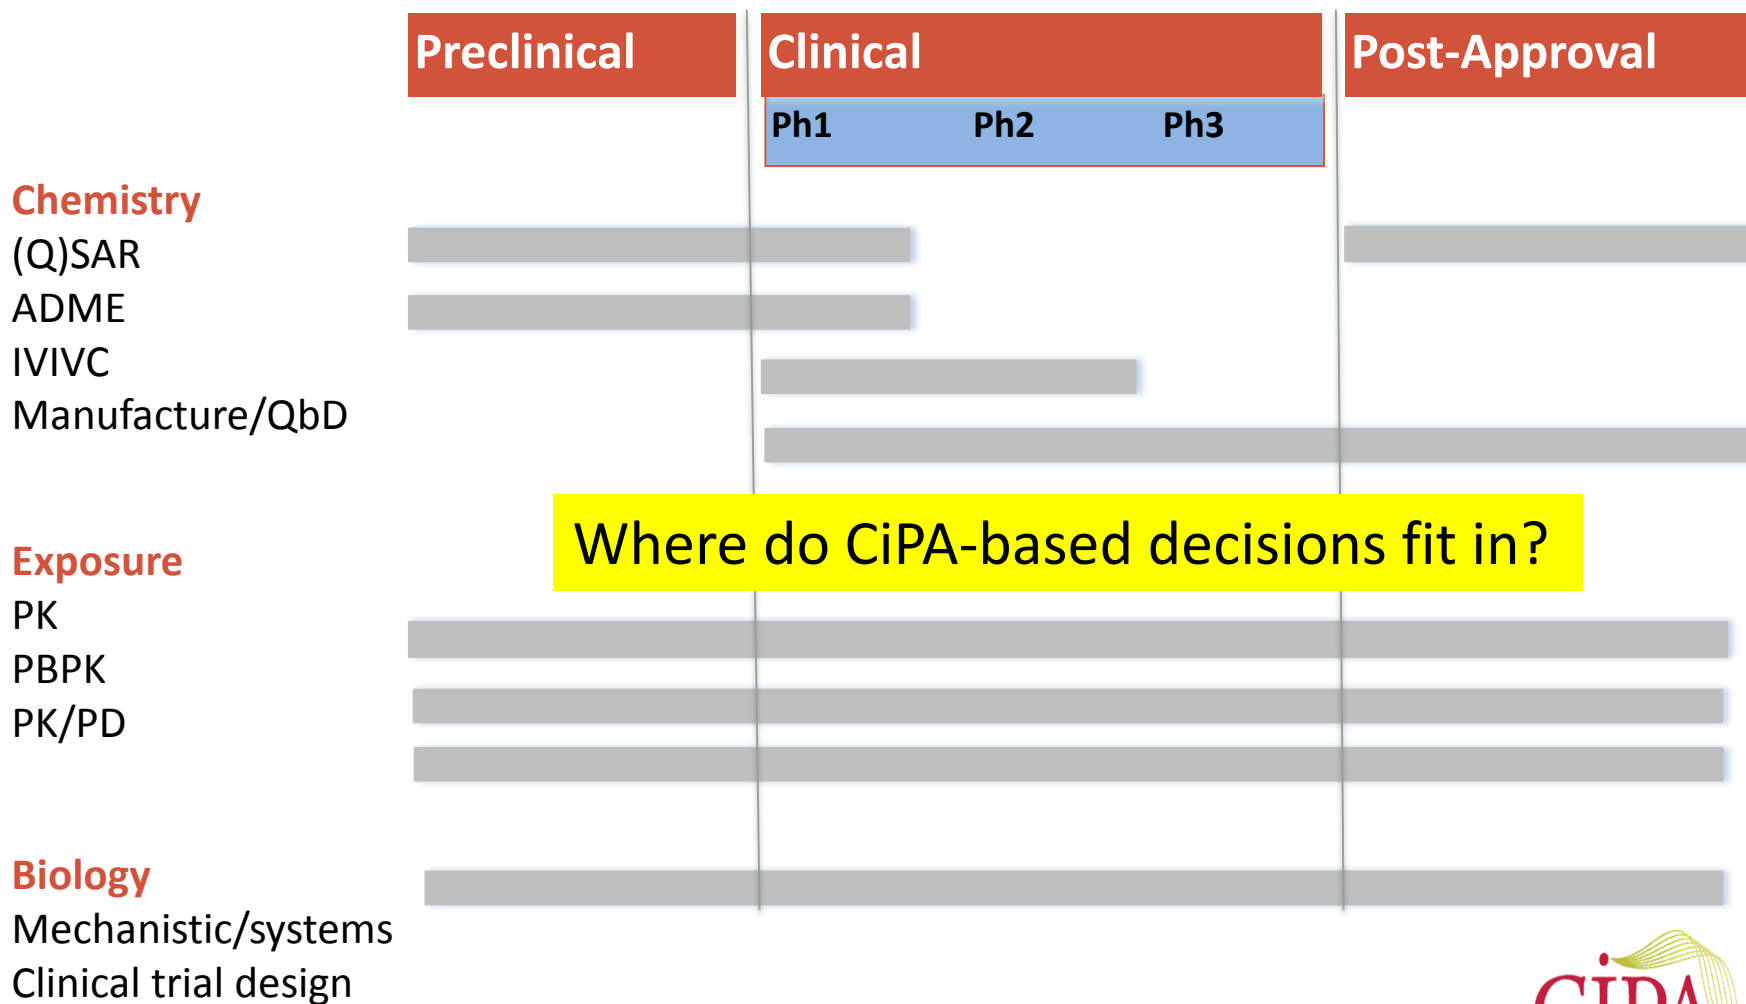 Preclinical
Clinical
Post-Approval
Ph1 Ph2 Ph3
Chemistry
(Q)SAR
ADME
IVIVC
Manufacture/QbD
Where do CiPA-based decisions fit in?
Exposure
PK
PBPK
PK/PD
Biology
Mechanistic/systems
Clinical trial design
CiPA